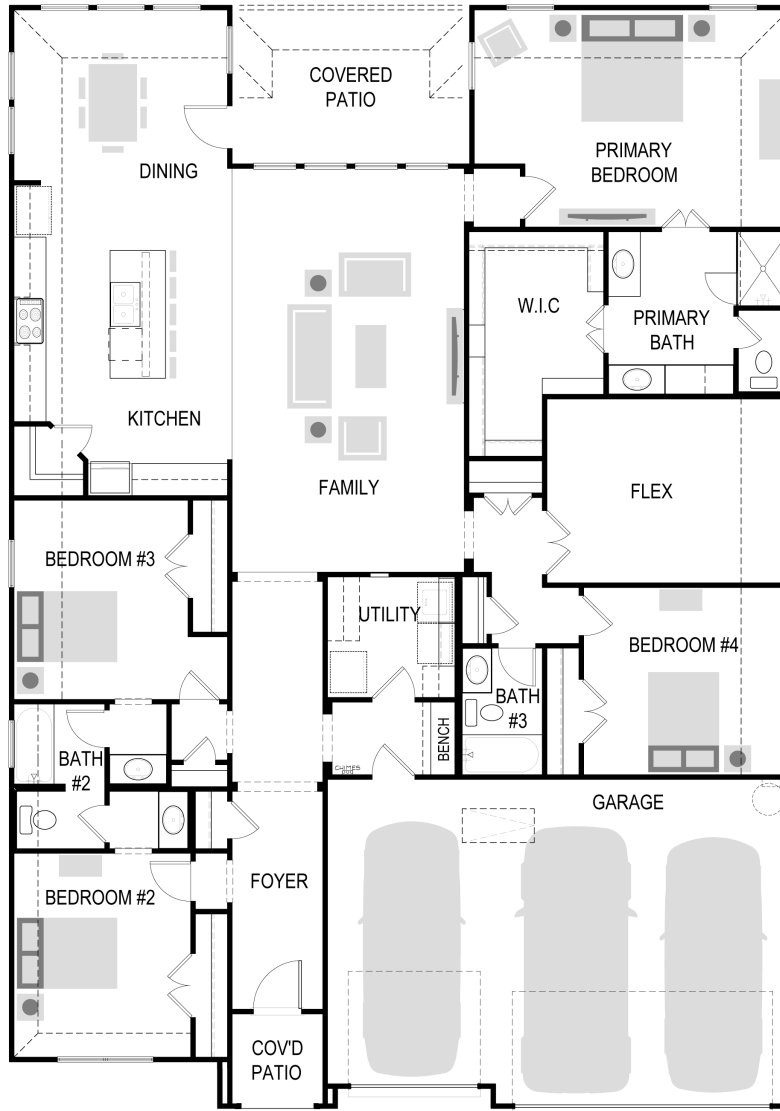 COVERED
PATIO
PRIMARY
BEDROOM
DINING
W.I.C
PRIMARY
BATH
KITCHEN
FAMILY
FLEX
BEDROOM #3
UTILITY
BEDROOM #4
BATH
#3
BENCH
BATH
#2
CHIMES
GARAGE
FOYER
BEDROOM #2
COV'D
PATIO